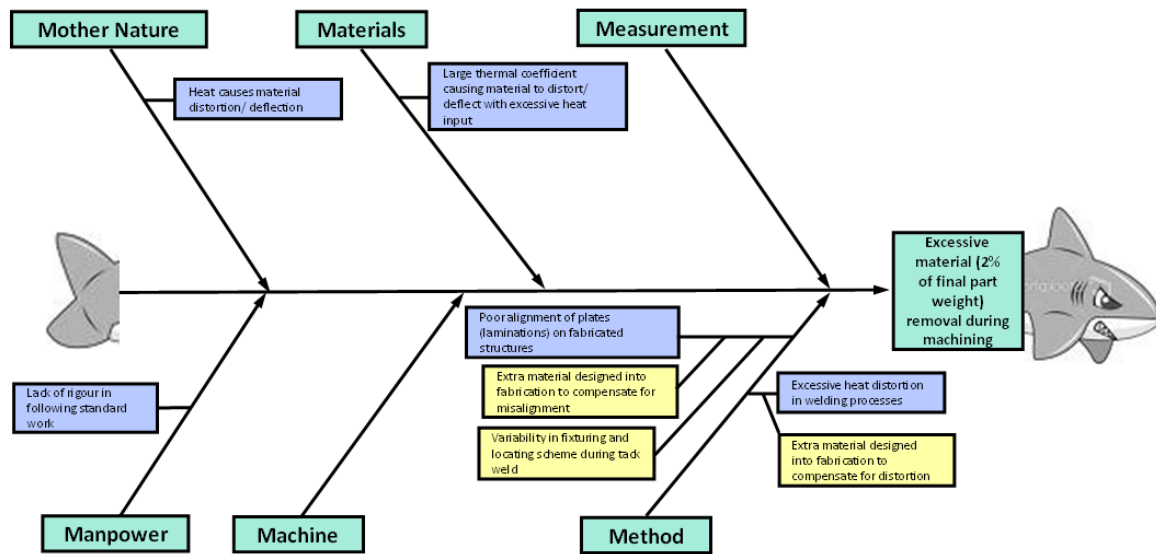 Mother Nature
Materials
Measurement
Heat causes material
distortion/ deflection
Large thermal coefficient
causing material to distort/
deflect with excessive heat
input
Excessive
material (2%
of final part
weight)
removal during
machining
Poor alignment of plates
(laminations) on fabricated
structures
Extra material designed into
fabrication to compensate for
misalignment
Variability in fixturing and
locating scheme during tack
weld
Excessive heat distortion
in welding processes
Extra material designed
into fabrication to
compensate for distortion
Lack of rigour in
following standard
work
Manpower
Machine
Method